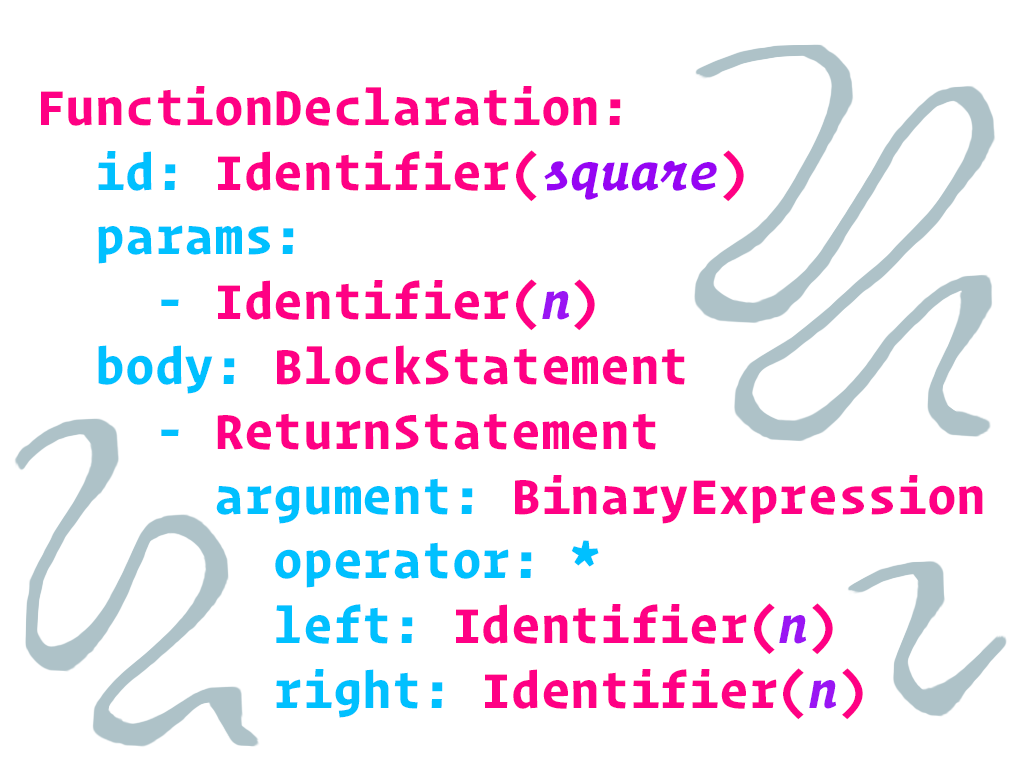 FunctionDeclaration:
id: Identifier(square)
params:
- Identifier(n)
body: BlockStatement
- ReturnStatement
argument: BinaryExpression
operator: *
left: Identifier(n)
right: Identifier(n)